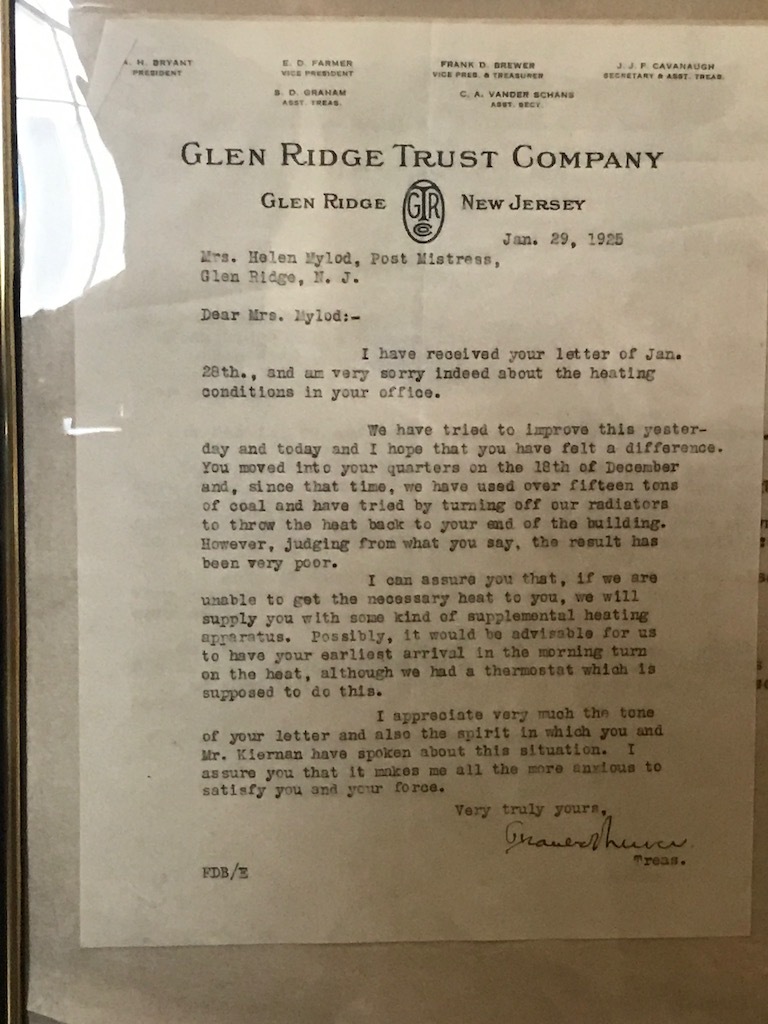 A. H. BRYANT
PRESIDENT
E. D. FARMER
VICE PRESIDENT
FRANK D. BREWER
VICE PRES. & TREASURER
J. J. F. CAVANAUGH
SECRETARY & ASST. TREAS.
S. D. GRAHAM
ASST. TREAS.
C. A. VANDER SCHANS
ASST. SECY.
GLEN RIDGE TRUST COMPANY
GLEN RIDGE GTR Co NEW JERSEY
Jan. 29, 1925
Mrs. Helen Mylod, Post Mistress,
Glen Ridge, N. J.
Dear Mrs. Mylod:-
I have received your letter of Jan.
28th., and am very sorry indeed about the heating
conditions in your office.
We have tried to improve this yester-
day and today and I hope that you have felt a difference.
You moved into your quarters on the 18th of December
and, since that time, we have used over fifteen tons
of coal and have tried by turning off our radiators
to throw the heat back to your end of the building.
However, judging from what you say, the result has
been very poor.
I can assure you that, if we are
unable to get the necessary heat to you, we will
supply you with some kind of supplemental heating
apparatus. Possibly, it would be advisable for us
to have your earliest arrival in the morning turn
on the heat, although we had a thermostat which is
supposed to do this.
I appreciate very much the tone
of your letter and also the spirit in which you and
Mr. Kiernan have spoken about this situation. I
assure you that it makes me all the more anxious to
satisfy you and your force.
Very truly yours,
Treas.
FDB/E